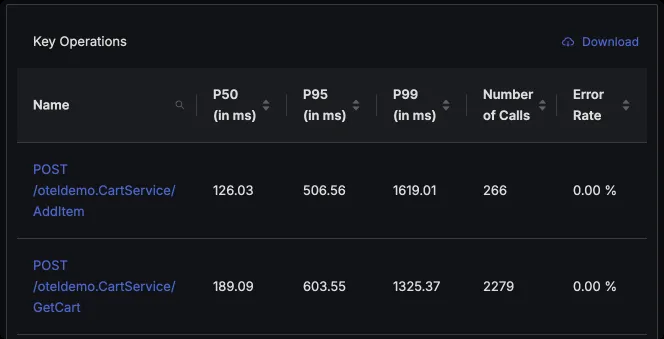 Key Operations
Download
Name
P50
(in ms)
P95
(in ms)
P99
(in ms)
Number
of Calls
Error
Rate
POST
/oteldemo.CartService/
AddItem
126.03
506.56
1619.01
266
0.00 %
POST
/oteldemo.CartService/
GetCart
189.09
603.55
1325.37
2279
0.00 %